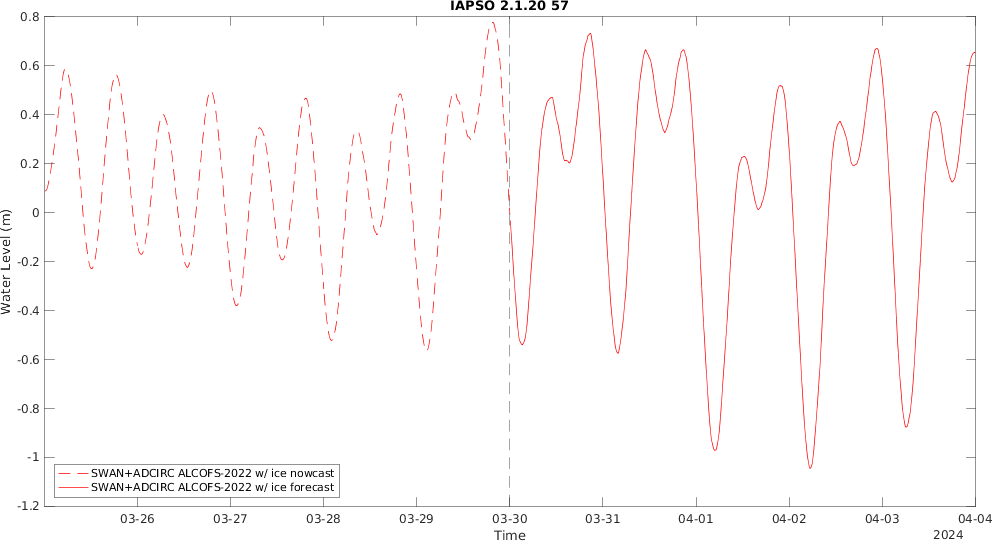 IAPSO 2.1.20 57
0.8
0.6
0.4
0.2
0
-0.2
-0.4
-0.6
-0.8
-1
-1.2
Water Level (m)
SWAN+ADCIRC ALCOFS-2022 w/ ice nowcast
SWAN+ADCIRC ALCOFS-2022 w/ ice forecast
03-26 03-27 03-28 03-29 03-30 03-31 04-01 04-02 04-03 04-04
Time
2024